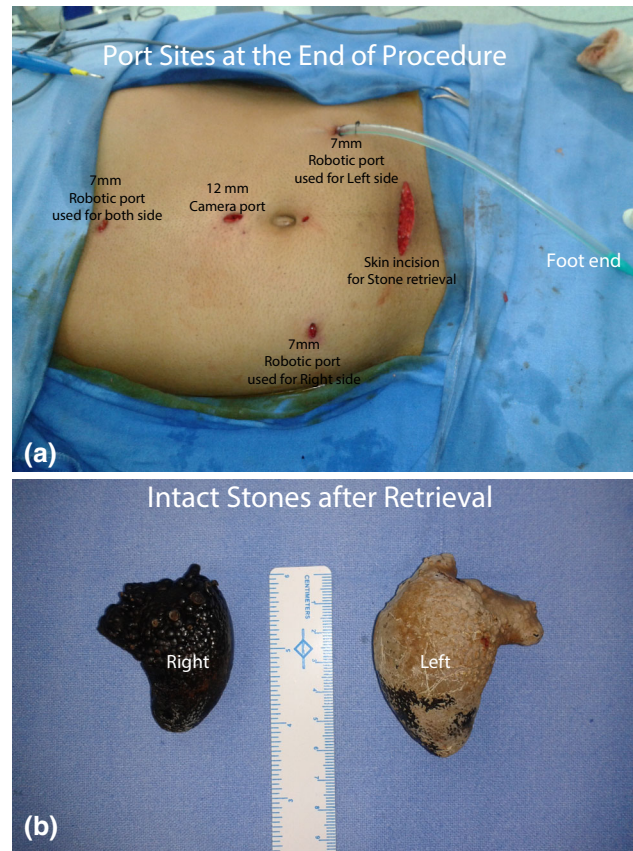 Port Sites at the End of Procedure
7mm
Robotic port
used for Left side
7mm
Robotic port
used for both side
12 mm
Camera port
Skin incision
for Stone retrieval
Foot end
7mm
Robotic port
used for Right side
(a)
Intact Stones after Retrieval
CENTIMETERS
Right
Left
(b)